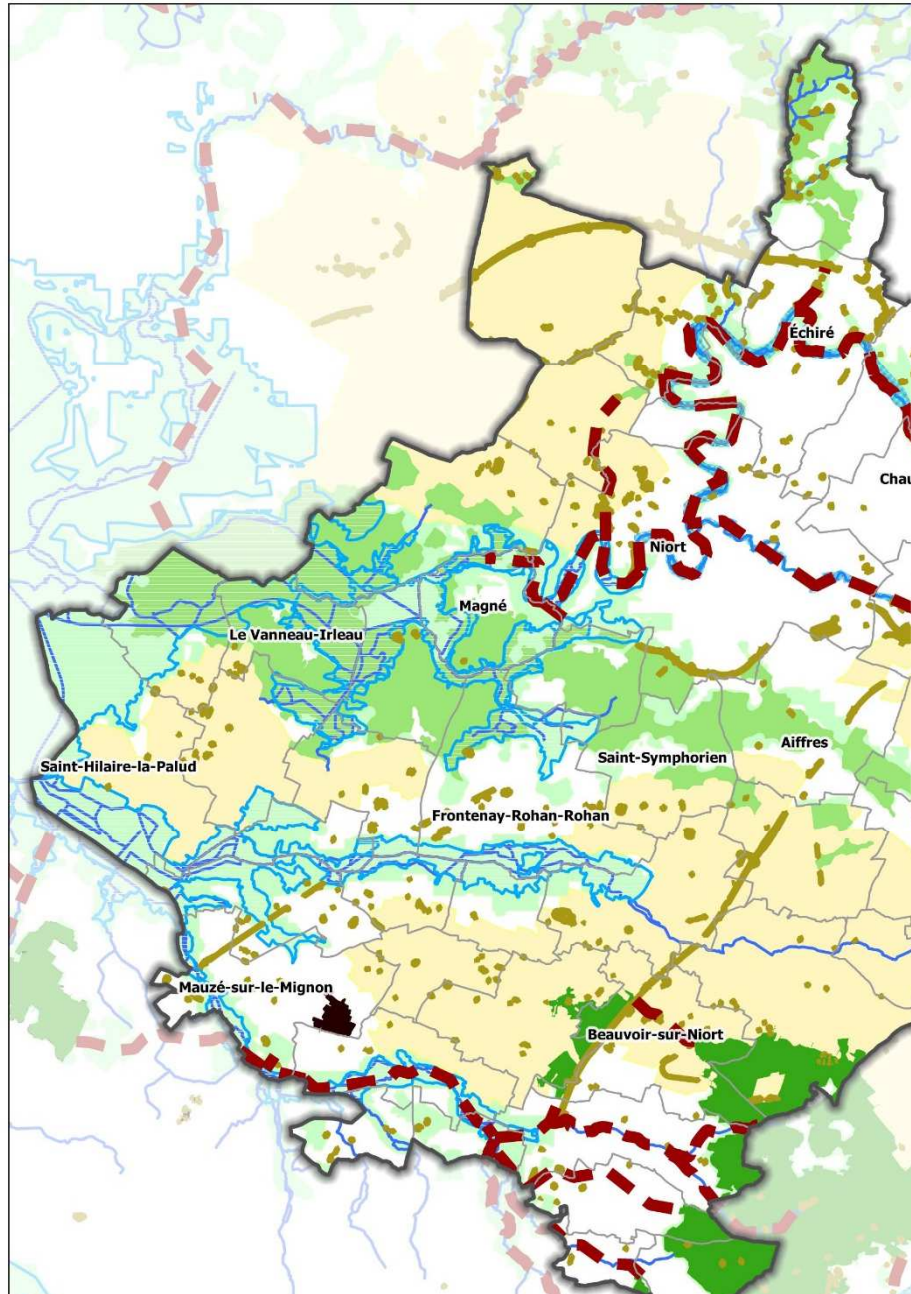 Échiré
Chau
Niort
Magné
Le Vanneau-Irleau
Aiffres
Saint-Symphorien
Saint-Hilaire-la-Palud
Frontenay-Rohan-Rohan
Mauzé-sur-le-Mignon
Beauvoir-sur-Niort